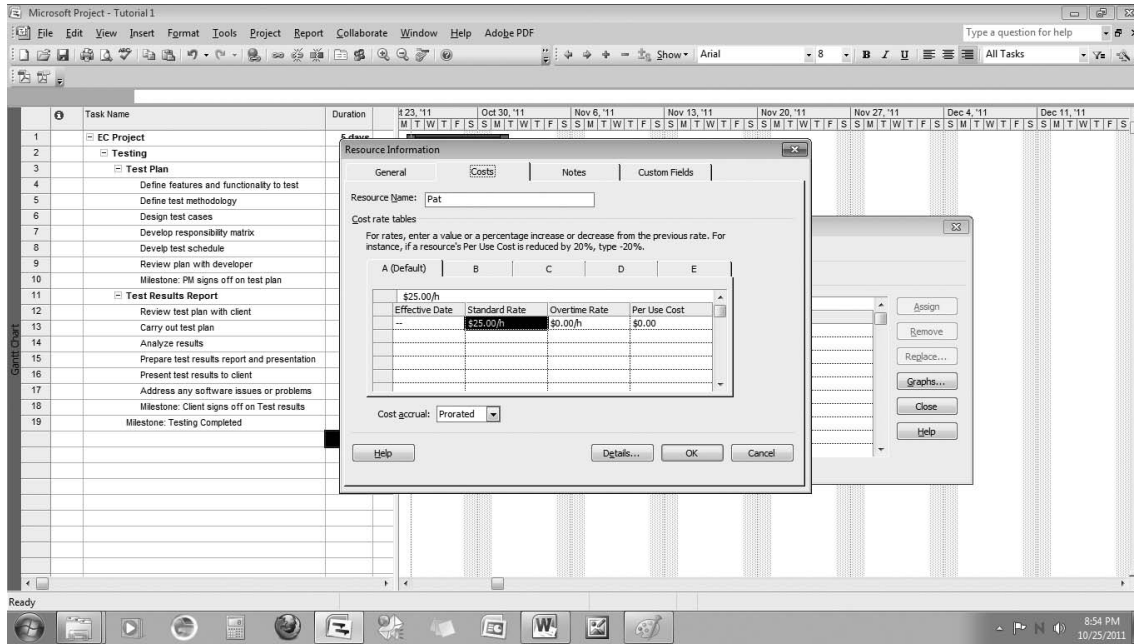 Microsoft Project - Tutorial 1
File Edit View Insert Format Tools Project Report Collaborate Window Help Adobe PDF
Type a question for help
Show Arial 8 B I U All Tasks
Task Name Duration
t 23, '11 Oct 30, '11 Nov 6, '11 Nov 13, '11 Nov 20, '11 Nov 27, '11 Dec 4, '11 Dec 11, '11
M T W T F S S M T W T F S S M T W T F S S M T W T F S S M T W T F S S M T W T F S S M T W T F S S M T W T F S
1 EC Project 5 days
2 Testing
3 Test Plan
4 Define features and functionality to test
5 Define test methodology
6 Design test cases
7 Develop responsibility matrix
8 Develp test schedule
9 Review plan with developer
10 Milestone: PM signs off on test plan
11 Test Results Report
12 Review test plan with client
13 Carry out test plan
14 Analyze results
15 Prepare test results report and presentation
16 Present test results to client
17 Address any software issues or problems
18 Milestone: Client signs off on Test results
19 Milestone: Testing Completed
Gantt Chart
Resource Information
General Costs Notes Custom Fields
Resource Name: Pat
Cost rate tables
For rates, enter a value or a percentage increase or decrease from the previous rate. For
instance, if a resource's Per Use Cost is reduced by 20%, type -20%.
A (Default) B C D E
$25.00/h
Effective Date Standard Rate Overtime Rate Per Use Cost
-- $25.00/h $0.00/h $0.00
Cost accrual: Prorated
Help Details... OK Cancel
Assign
Remove
Replace...
Graphs...
Close
Help
Ready
8:54 PM
10/25/2011